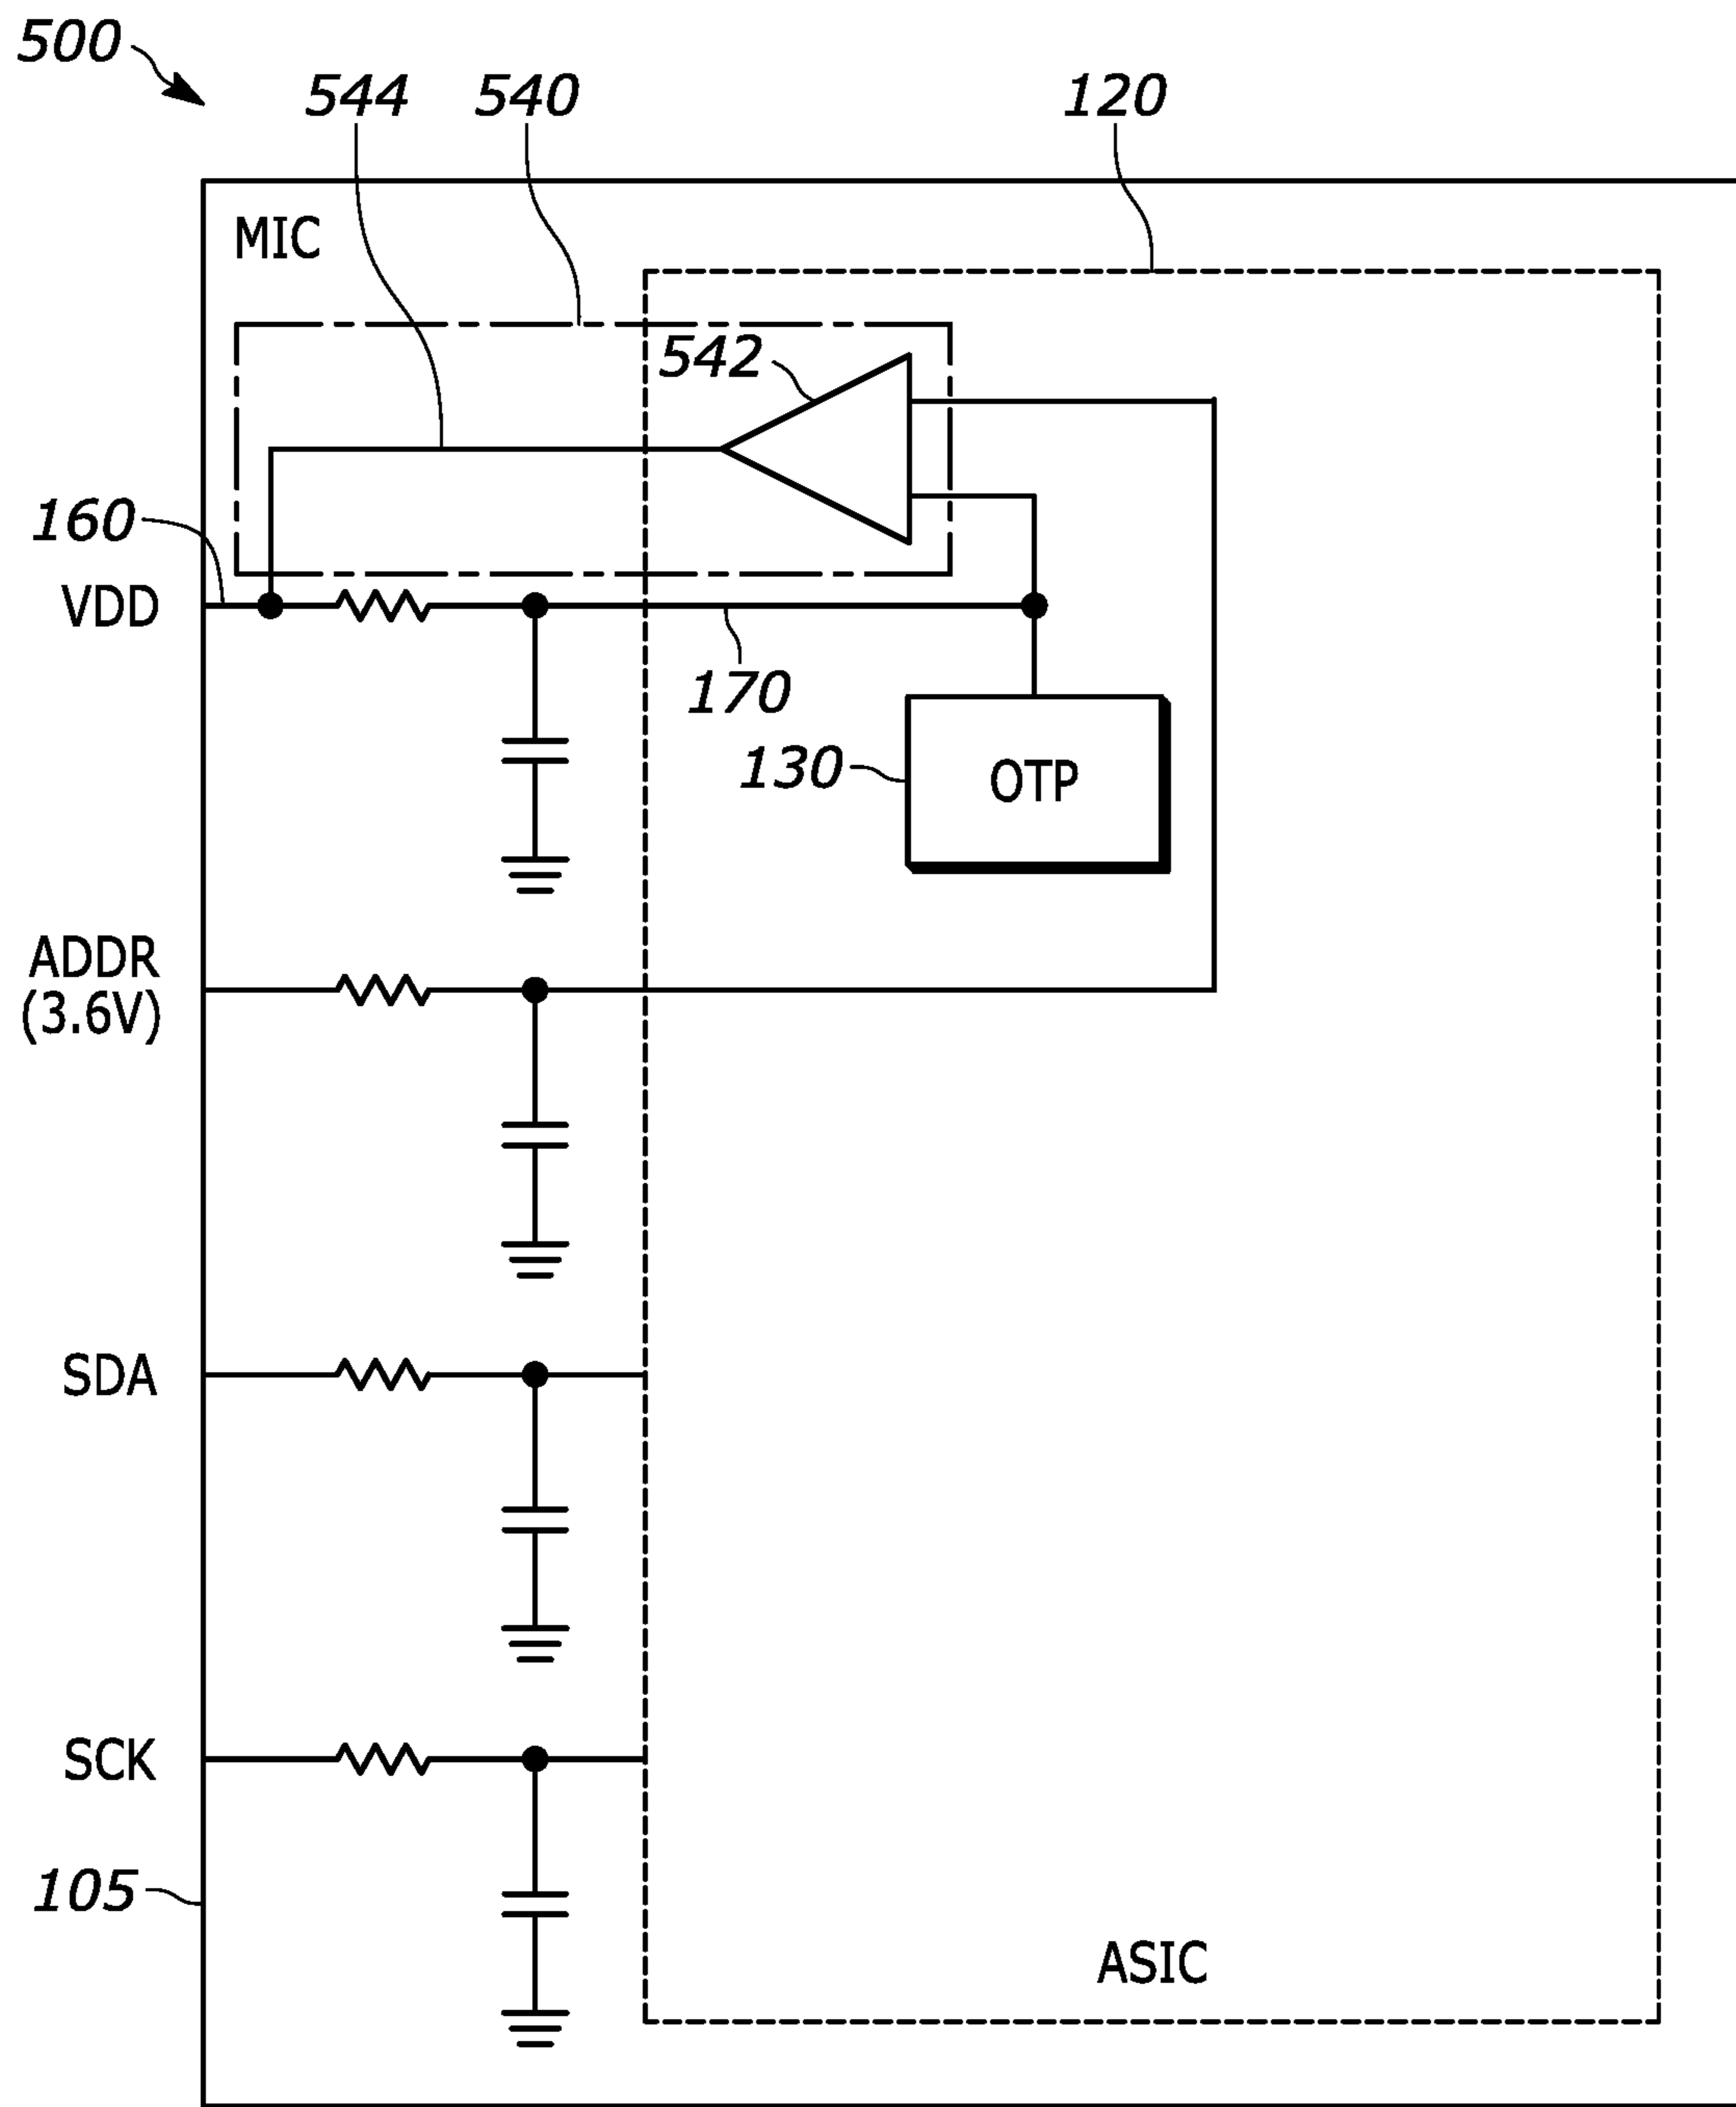 500
544
540
120
MIC
542
160
VDD
170
130
OTP
ADDR
(3.6V)
SDA
SCK
105
ASIC